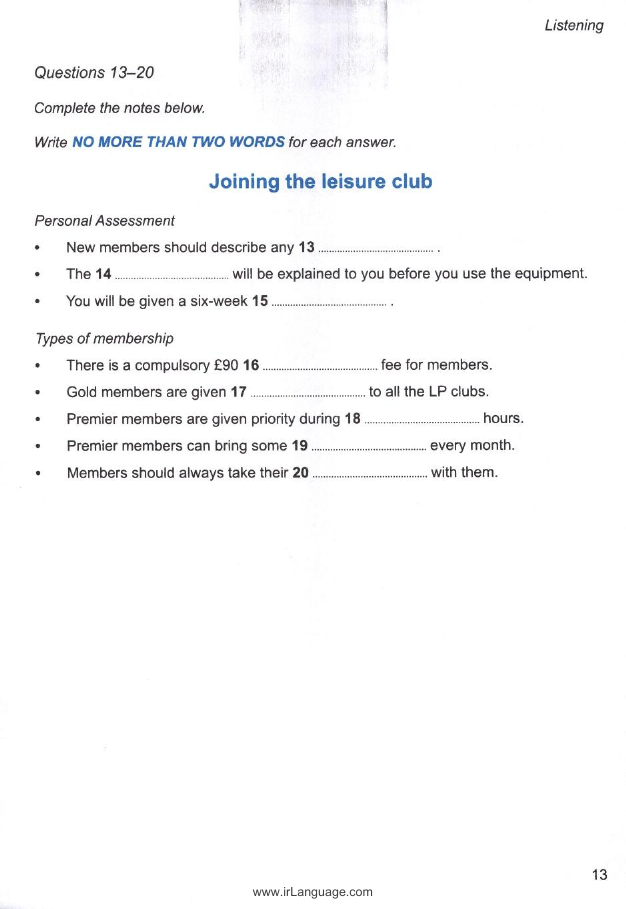 Listening
Questions 13–20
Complete the notes below.
Write NO MORE THAN TWO WORDS for each answer.
Joining the leisure club
Personal Assessment
• New members should describe any 13 ........................................ .
• The 14 ........................................ will be explained to you before you use the equipment.
• You will be given a six-week 15 ........................................ .
Types of membership
• There is a compulsory £90 16 ........................................ fee for members.
• Gold members are given 17 ........................................ to all the LP clubs.
• Premier members are given priority during 18 ........................................ hours.
• Premier members can bring some 19 ........................................ every month.
• Members should always take their 20 ........................................ with them.
13
www.irLanguage.com